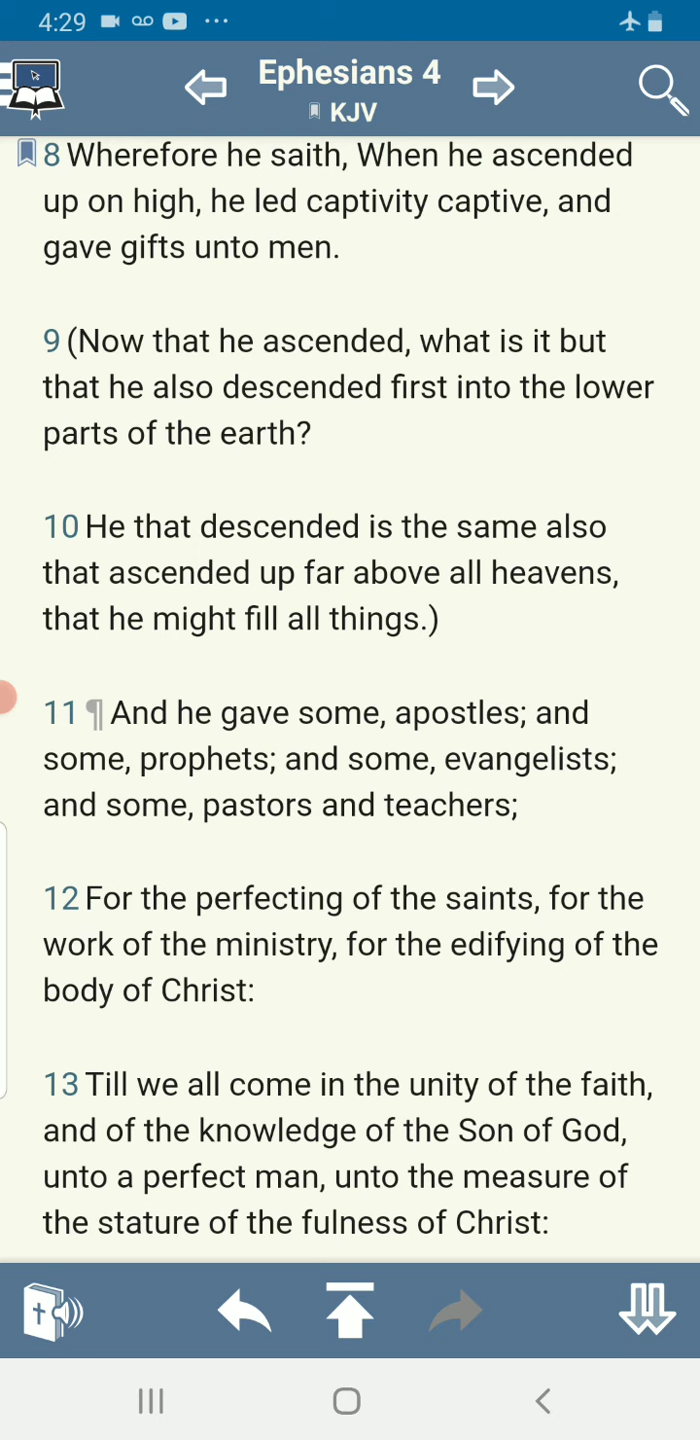 4:29
Ephesians 4
KJV
8 Wherefore he saith, When he ascended
up on high, he led captivity captive, and
gave gifts unto men.
9 (Now that he ascended, what is it but
that he also descended first into the lower
parts of the earth?
10 He that descended is the same also
that ascended up far above all heavens,
that he might fill all things.)
11 ¶ And he gave some, apostles; and
some, prophets; and some, evangelists;
and some, pastors and teachers;
12 For the perfecting of the saints, for the
work of the ministry, for the edifying of the
body of Christ:
13 Till we all come in the unity of the faith,
and of the knowledge of the Son of God,
unto a perfect man, unto the measure of
the stature of the fulness of Christ: